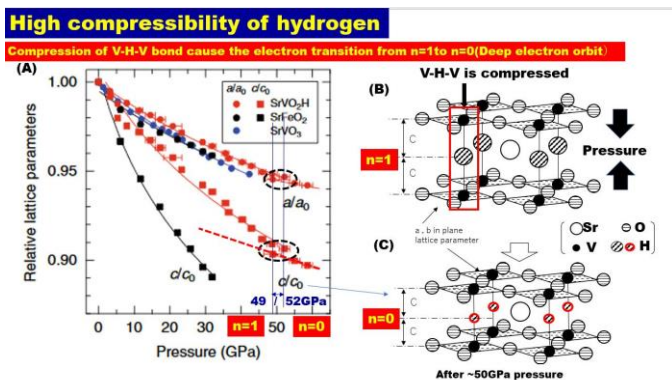 High compressibility of hydrogen
Compression of V-H-V bond cause the electron transition from n=1to n=0(Deep electron orbit)
(A)
1.00
0.95
0.90
Relative lattice parameters
a/a₀ c/c₀
SrVO₂H
SrFeO₂
SrVO₃
a/a₀
c/c₀
c/c₀
49 / 52GPa
0 10 20 30 40 50 60
n=1 n=0
Pressure (GPa)
V-H-V is compressed
(B)
C
n=1
C
Pressure
a , b in plane
lattice parameter
Sr O
V H
(C)
C
n=0
C
After ~50GPa pressure